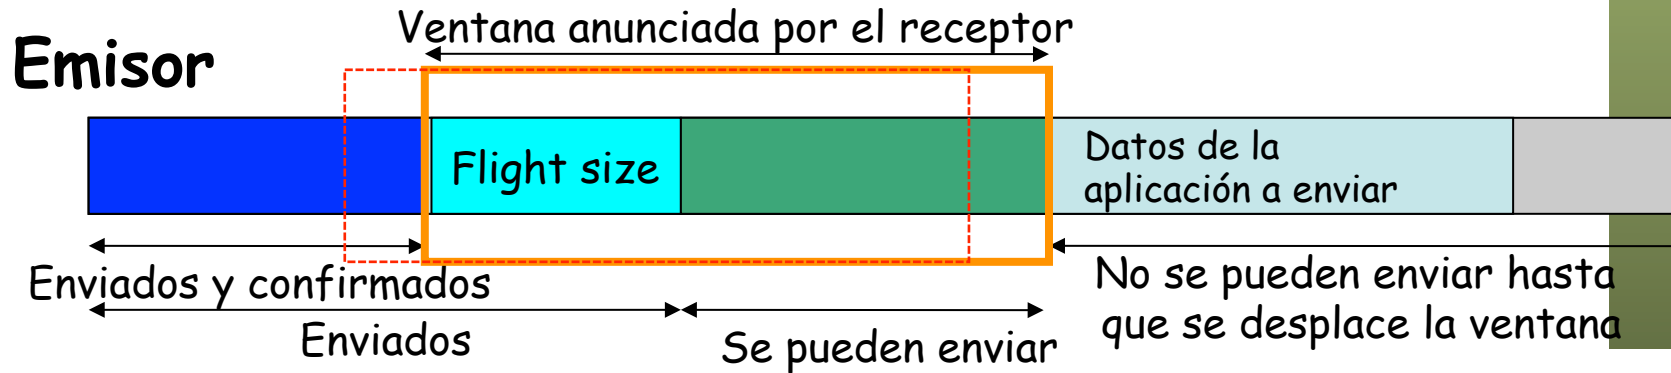 Ventana anunciada por el receptor
Emisor
Flight size
Datos de la
aplicación a enviar
Enviados y confirmados
No se pueden enviar hasta
que se desplace la ventana
Enviados
Se pueden enviar